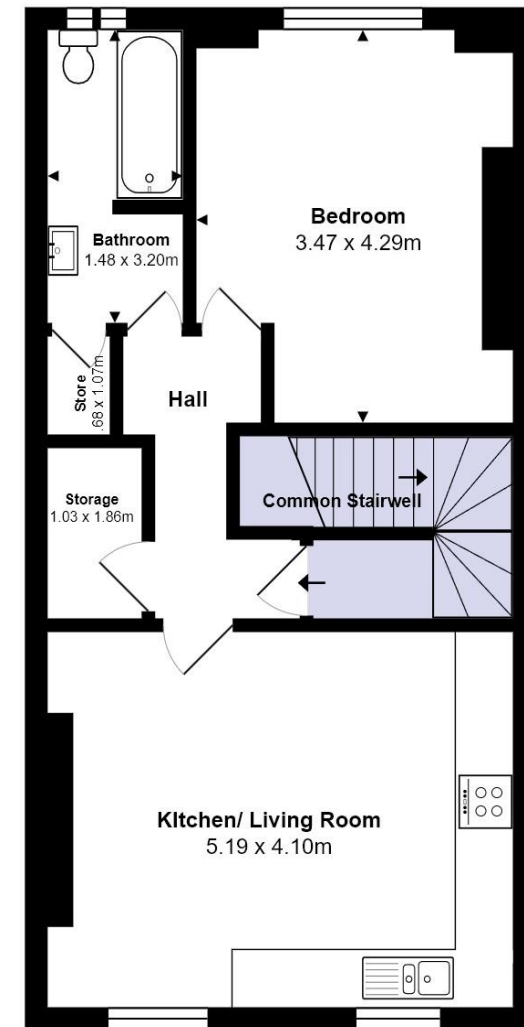 Bathroom
1.48 x 3.20m
Bedroom
3.47 x 4.29m
Store
.68 x 1.07m
Hall
Storage
1.03 x 1.86m
Common Stairwell
KItchen/ Living Room
5.19 x 4.10m